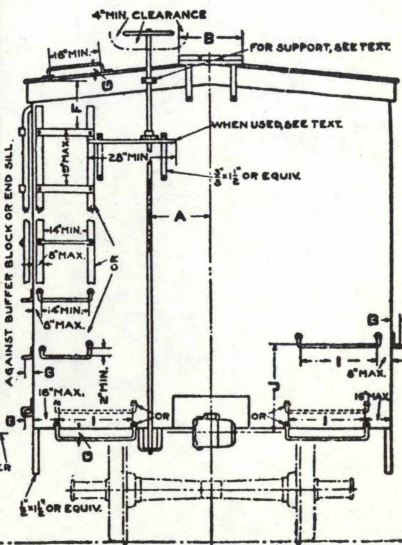 4"MIN. CLEARANCE
16"MIN.
B
FOR SUPPORT, SEE TEXT.
G
F
WHEN USED, SEE TEXT.
19"MAX.
28"MIN
5/8"×1 1/2" OR EQUIV.
A
14"MIN.
8"MAX.
OR
AGAINST BUFFER BLOCK OR END SILL.
14"MIN.
8"MAX.
2"MIN.
G
G
I
J
8"MAX.
16"MAX.
I
OR
OR
I
16"MAX
G
G
1/2"×1 1/2" OR EQUIV.